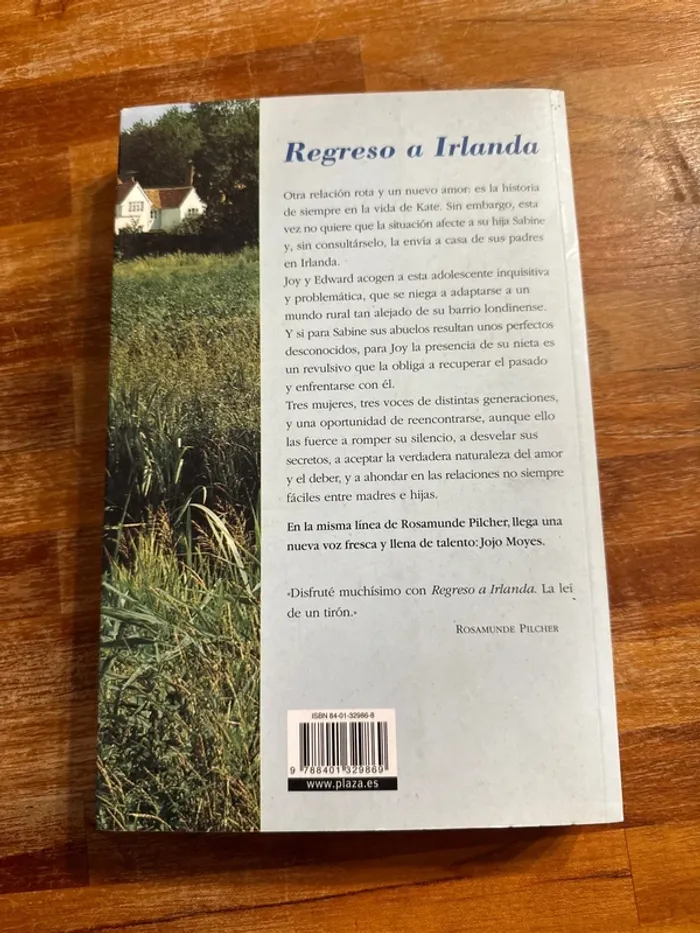 Regreso a Irlanda
Otra relación rota y un nuevo amor: es la historia
de siempre en la vida de Kate. Sin embargo, esta
vez no quiere que la situación afecte a su hija Sabine
y, sin consultárselo, la envía a casa de sus padres
en Irlanda.
Joy y Edward acogen a esta adolescente inquisitiva
y problemática, que se niega a adaptarse a un
mundo rural tan alejado de su barrio londinense.
Y si para Sabine sus abuelos resultan unos perfectos
desconocidos, para Joy la presencia de su nieta es
un revulsivo que la obliga a recuperar el pasado
y enfrentarse con él.
Tres mujeres, tres voces de distintas generaciones,
y una oportunidad de reencontrarse, aunque ello
las fuerce a romper su silencio, a desvelar sus
secretos, a aceptar la verdadera naturaleza del amor
y el deber, y a ahondar en las relaciones no siempre
fáciles entre madres e hijas.
En la misma línea de Rosamunde Pilcher, llega una
nueva voz fresca y llena de talento: Jojo Moyes.
«Disfruté muchísimo con Regreso a Irlanda. La leí
de un tirón.»
ROSAMUNDE PILCHER
ISBN 84-01-32986-8
9 788401 329869
www.plaza.es